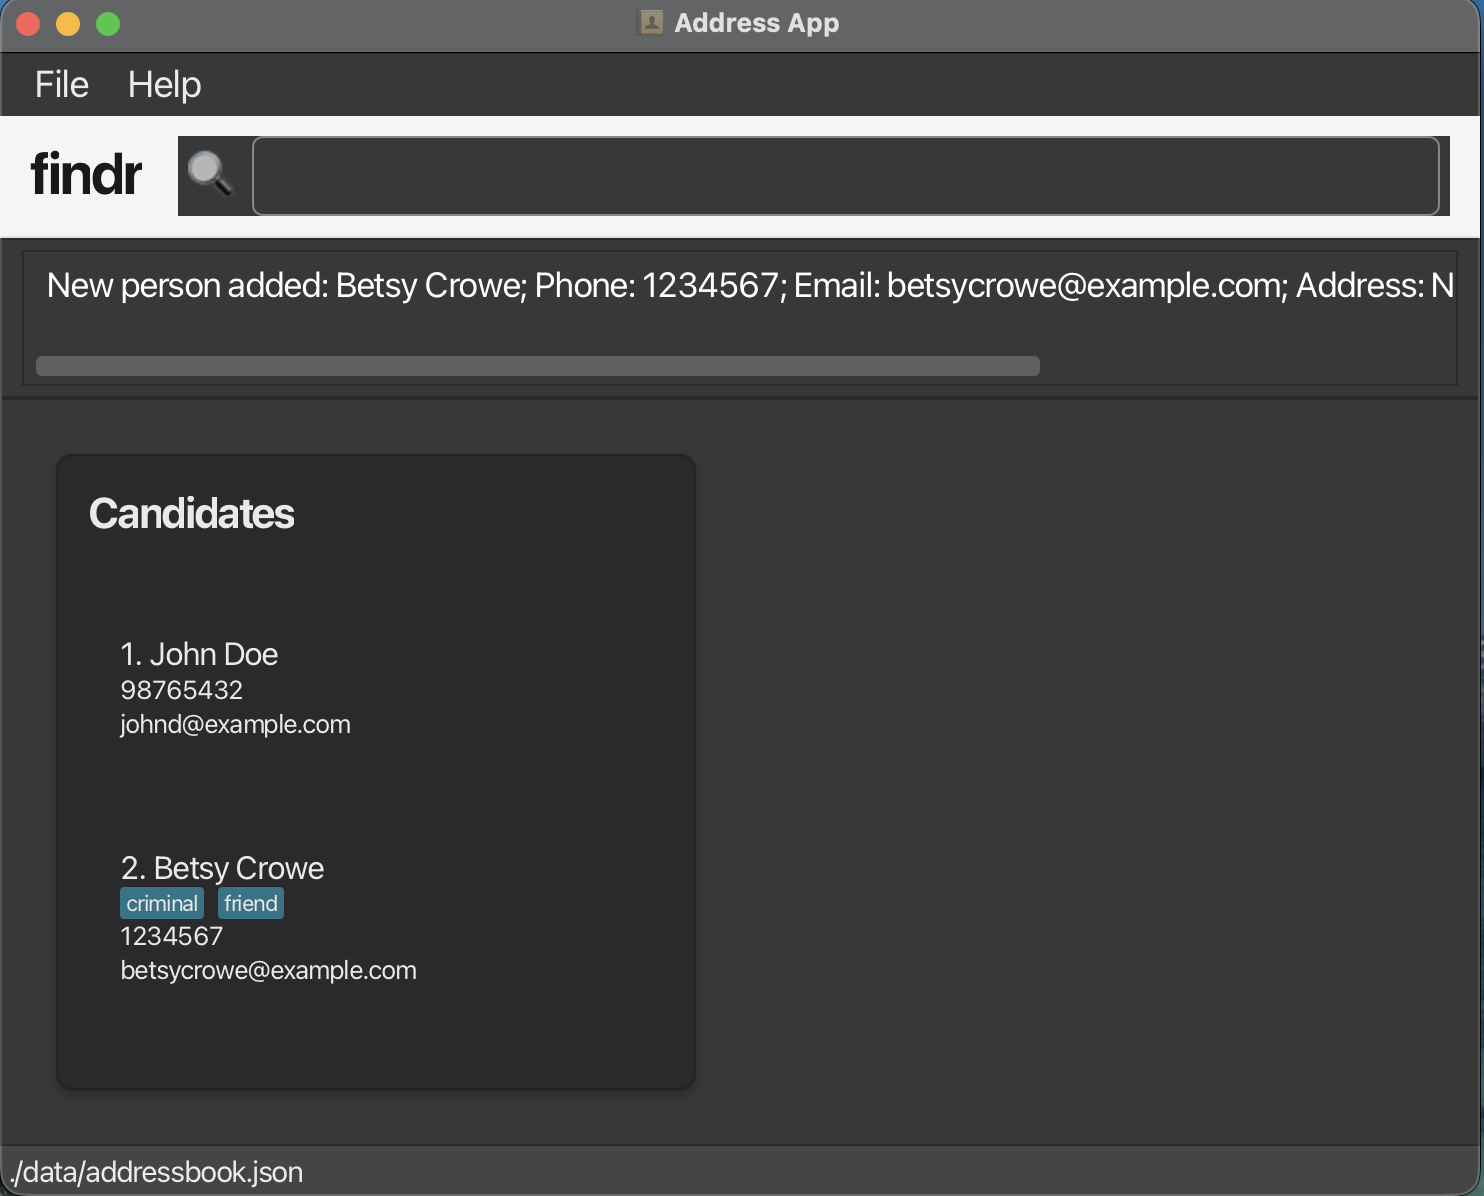 Address App
File Help
findr
New person added: Betsy Crowe; Phone: 1234567; Email: betsycrowe@example.com; Address: N
Candidates
1. John Doe
98765432
johnd@example.com
2. Betsy Crowe
criminal friend
1234567
betsycrowe@example.com
./data/addressbook.json